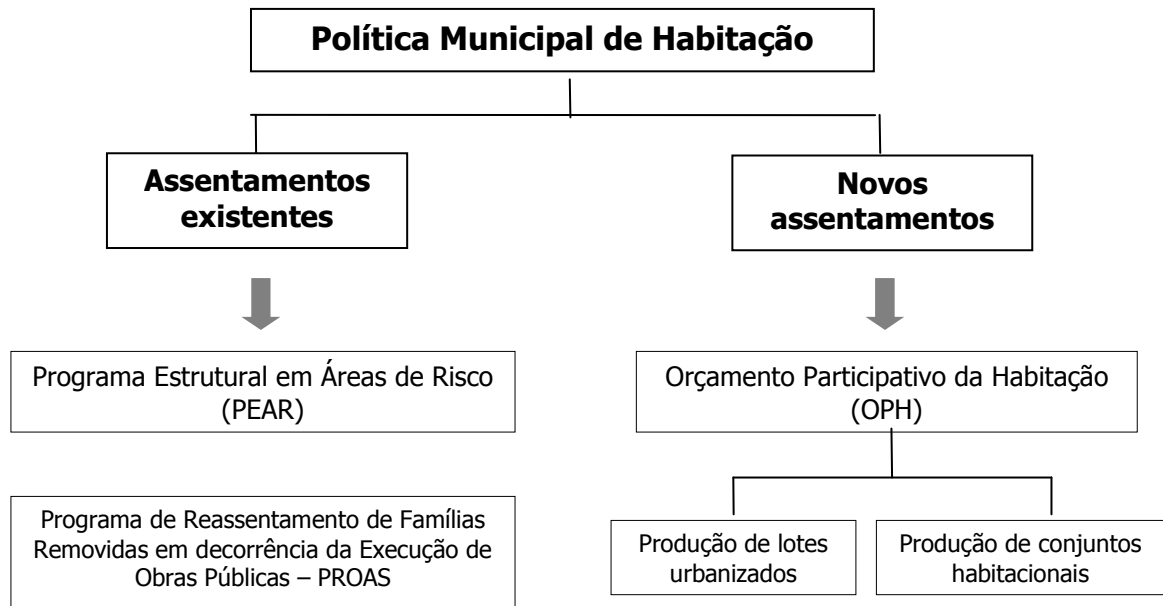 Política Municipal de Habitação
Assentamentos
existentes
Novos
assentamentos
Programa Estrutural em Áreas de Risco
(PEAR)
Orçamento Participativo da Habitação
(OPH)
Programa de Reassentamento de Famílias
Removidas em decorrência da Execução de
Obras Públicas – PROAS
Produção de lotes
urbanizados
Produção de conjuntos
habitacionais